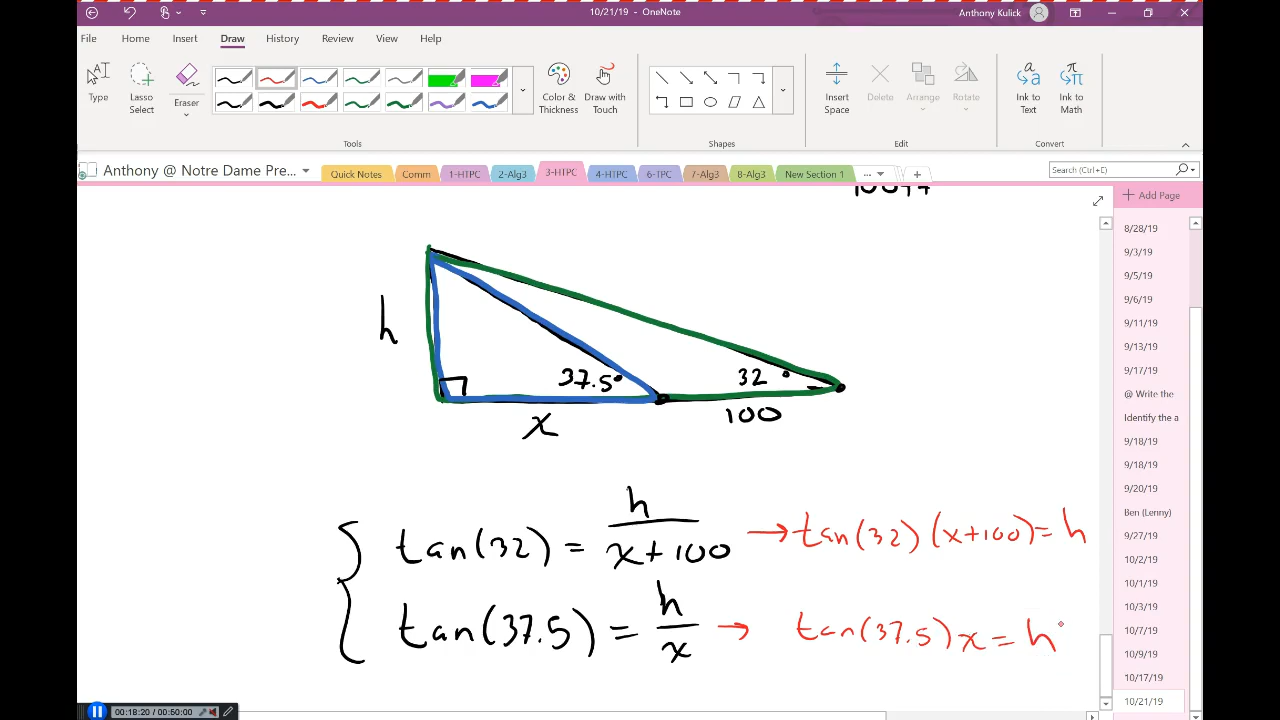 10/21/19 - OneNote
Anthony Kulick
File Home Insert Draw History Review View Help
Type
Lasso Select
Eraser
Color & Thickness
Draw with Touch
Insert Space
Delete
Arrange
Rotate
Ink to Text
Ink to Math
Tools
Shapes
Edit
Convert
Anthony @ Notre Dame Pre...
Quick Notes Comm 1-HTPC 2-Alg3 3-HTPC 4-HTPC 6-TPC 7-Alg3 8-Alg3 New Section 1 ... +
Search (Ctrl+E)
Add Page
8/28/19
9/3/19
9/5/19
9/6/19
9/11/19
9/13/19
9/17/19
@ Write the
Identify the a
9/18/19
9/18/19
9/20/19
Ben (Lenny)
9/27/19
10/2/19
10/1/19
10/3/19
10/7/19
10/9/19
10/17/19
10/21/19
h
37.5°
32°
x
100
tan(32) = h/(x+100) → tan(32)(x+100)=h
tan(37.5) = h/x → tan(37.5)x=h
00:18:20 / 00:50:00